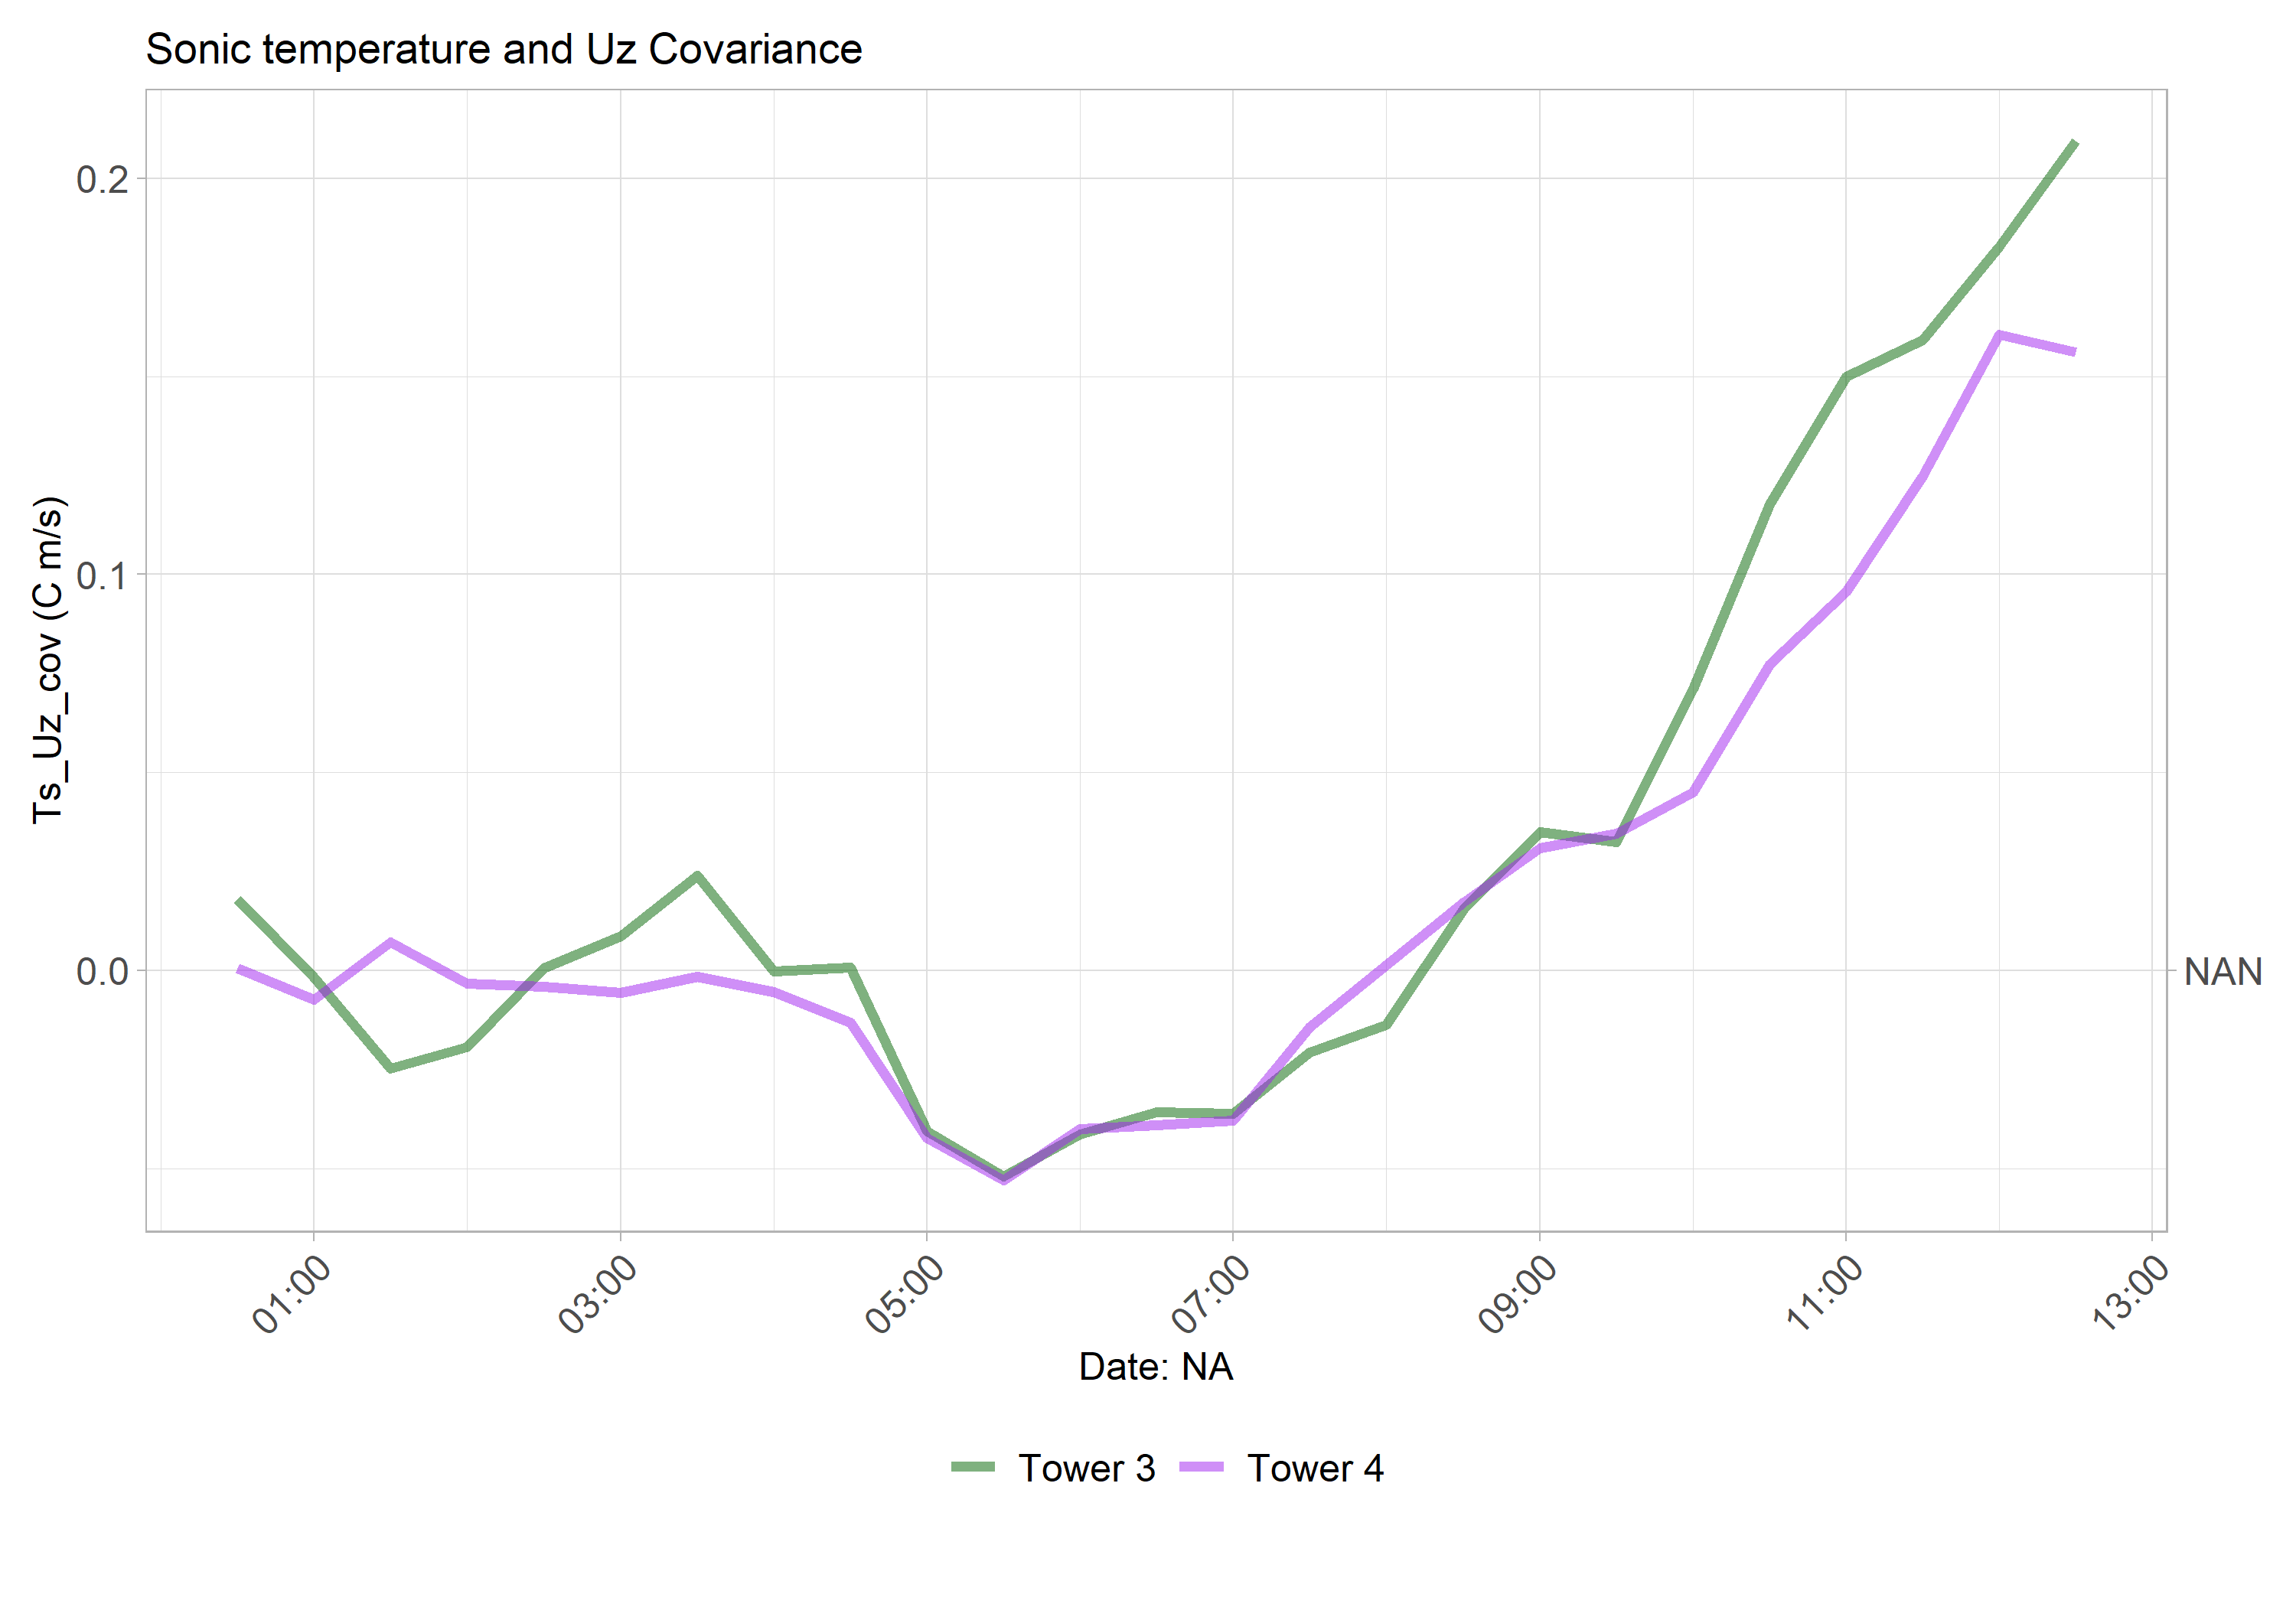 Sonic temperature and Uz Covariance
Ts_Uz_cov (C m/s)
0.2
0.1
0.0
NAN
01:00
03:00
05:00
07:00
09:00
11:00
13:00
Date: NA
Tower 3
Tower 4